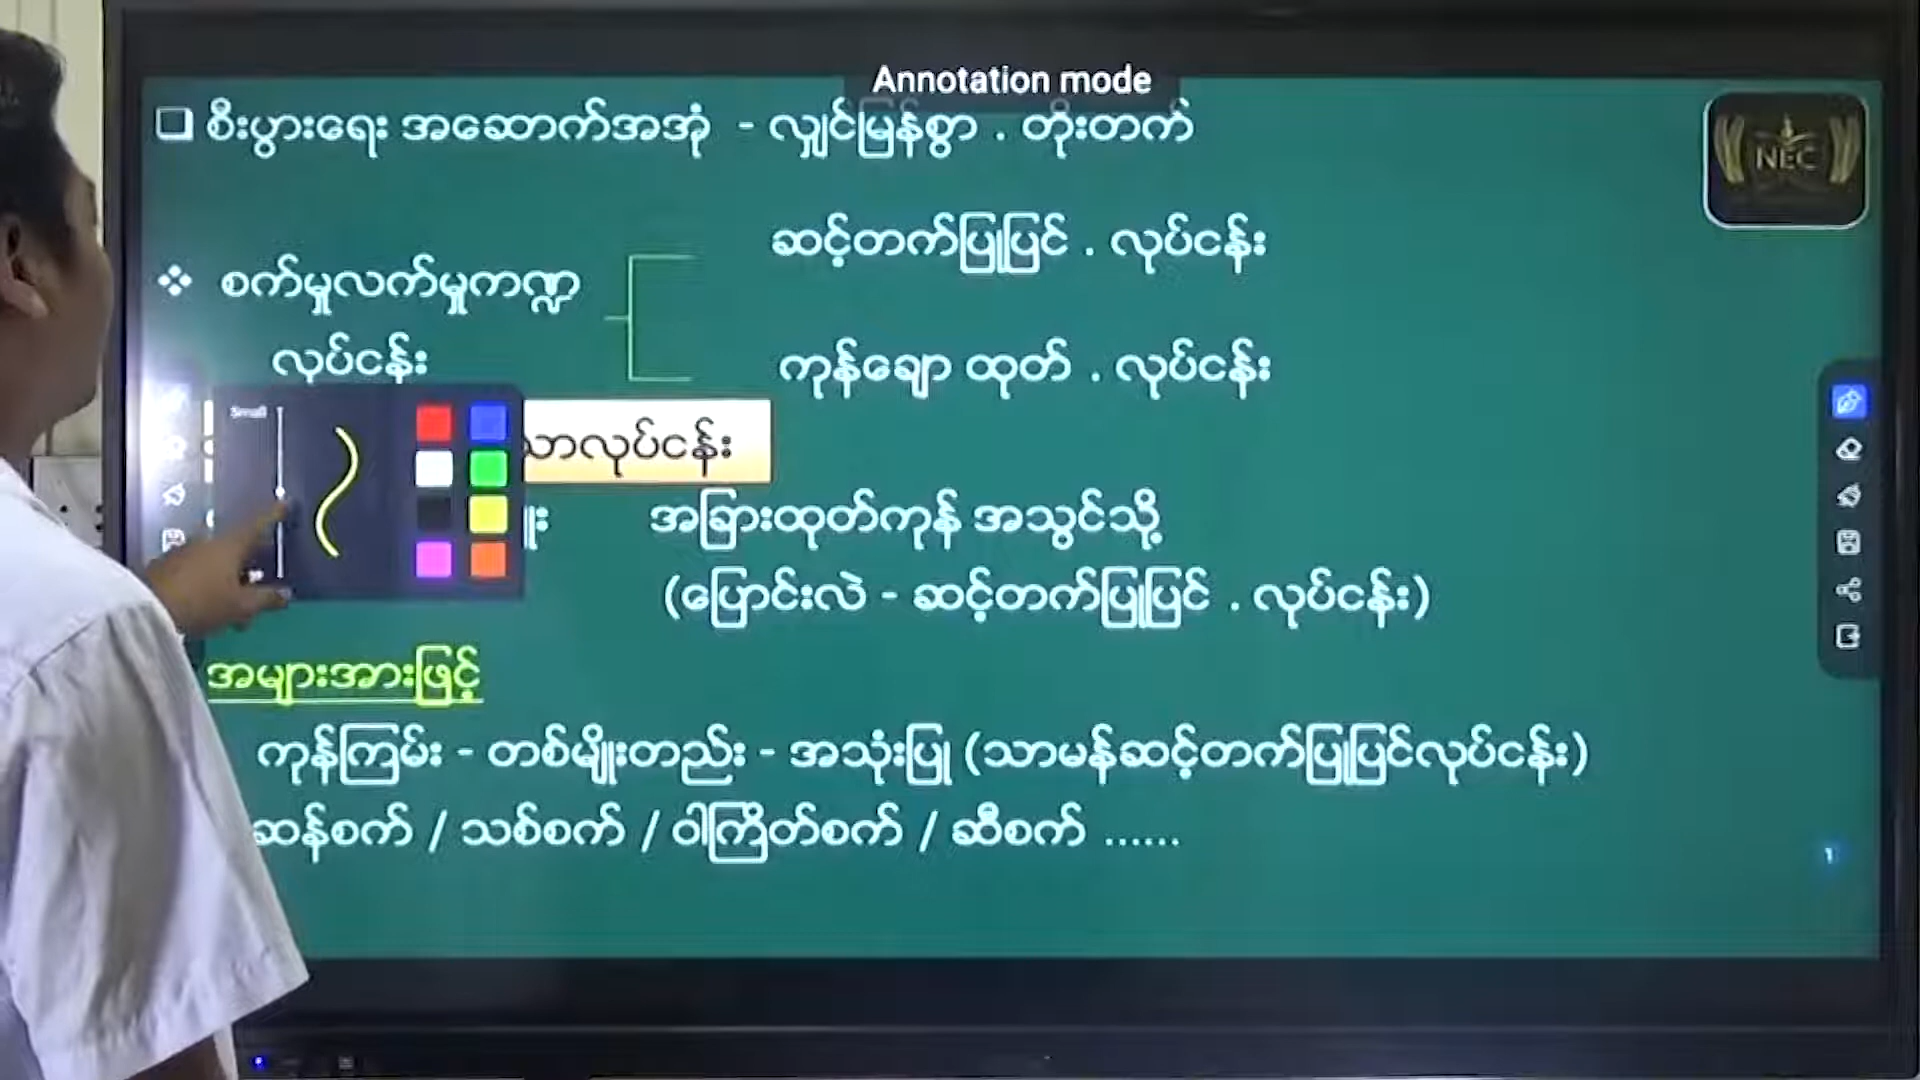 Annotation mode
စီးပွားရေး အဆောက်အအုံ - လျှင်မြန်စွာ . တိုးတက်
NEC
ဆင့်တက်ပြုပြင် . လုပ်ငန်း
စက်မှုလက်မှုကဏ္ဍ
လုပ်ငန်း
ကုန်ချော ထုတ် . လုပ်ငန်း
Small
သာလုပ်ငန်း
အခြားထုတ်ကုန် အသွင်သို့
(ပြောင်းလဲ - ဆင့်တက်ပြုပြင် . လုပ်ငန်း)
အများအားဖြင့်
ကုန်ကြမ်း - တစ်မျိုးတည်း - အသုံးပြု (သာမန်ဆင့်တက်ပြုပြင်လုပ်ငန်း)
ဆန်စက် / သစ်စက် / ဝါကြိတ်စက် / ဆီစက် ......
1